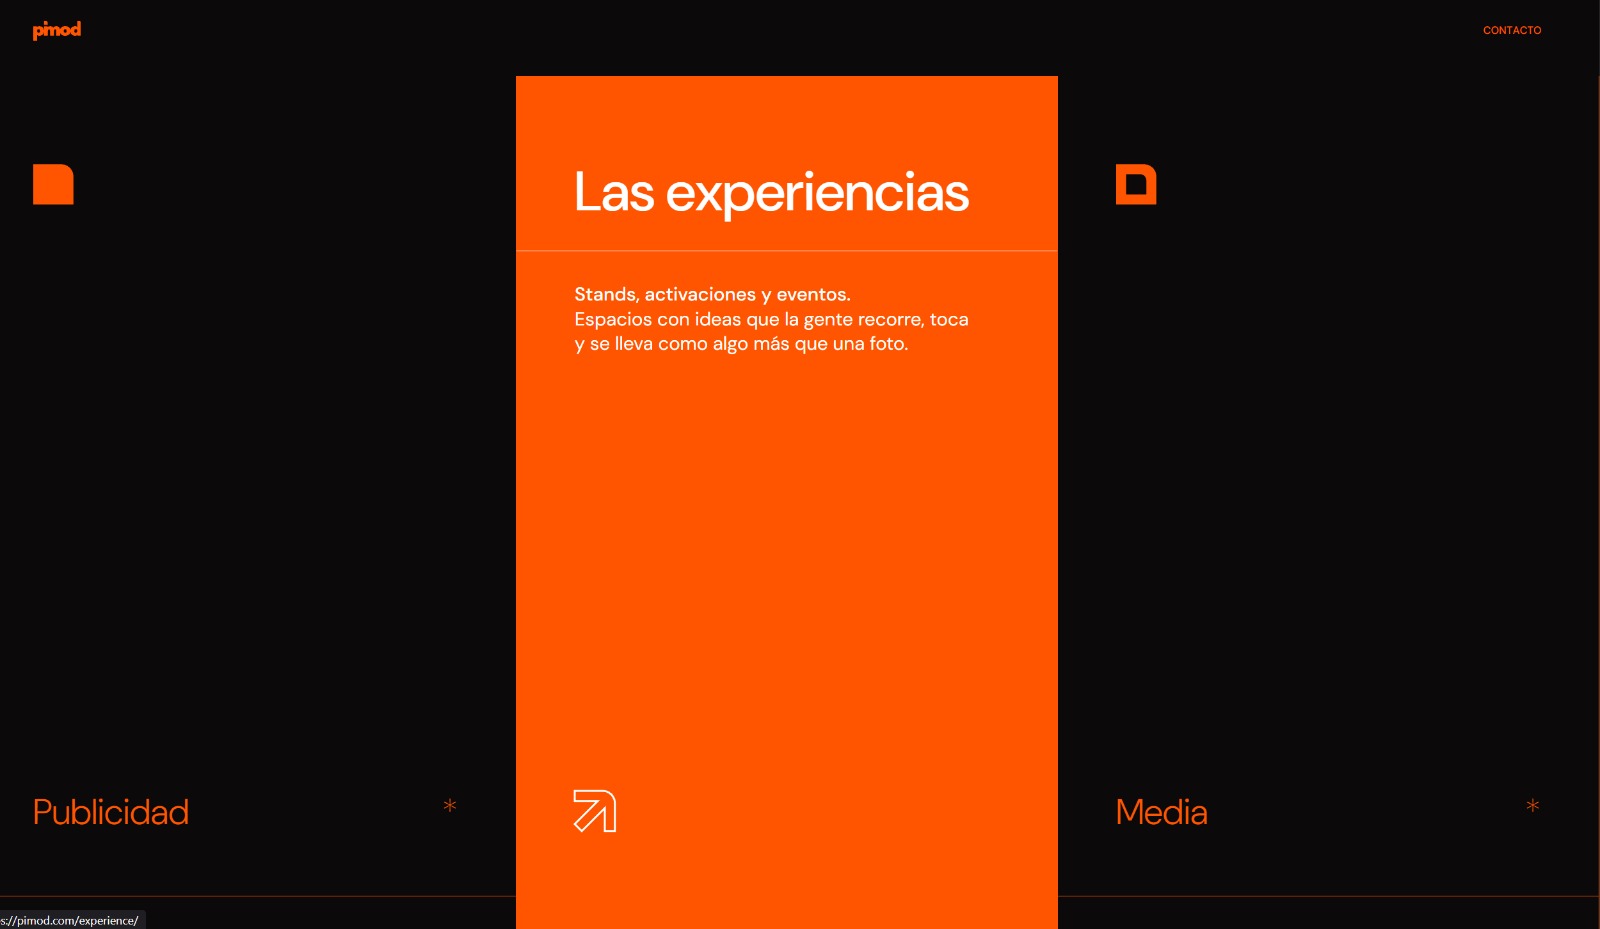 pimod
CONTACTO
Las experiencias
Stands, activaciones y eventos.
Espacios con ideas que la gente recorre, toca
y se lleva como algo más que una foto.
Publicidad *
Media *
s://pimod.com/experience/